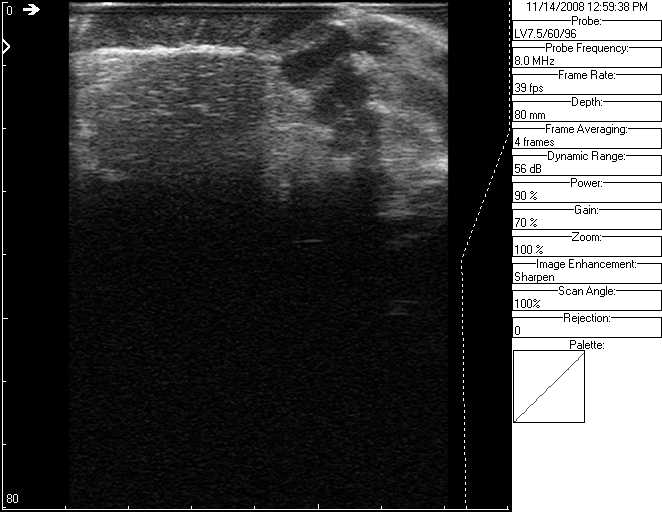 0
80
11/14/2008 12:59:38 PM
Probe:
LV7.5/60/96
Probe Frequency:
8.0 MHz
Frame Rate:
39 fps
Depth:
80 mm
Frame Averaging:
4 frames
Dynamic Range:
56 dB
Power:
90 %
Gain:
70 %
Zoom:
100 %
Image Enhancement:
Sharpen
Scan Angle:
100%
Rejection:
0
Palette: